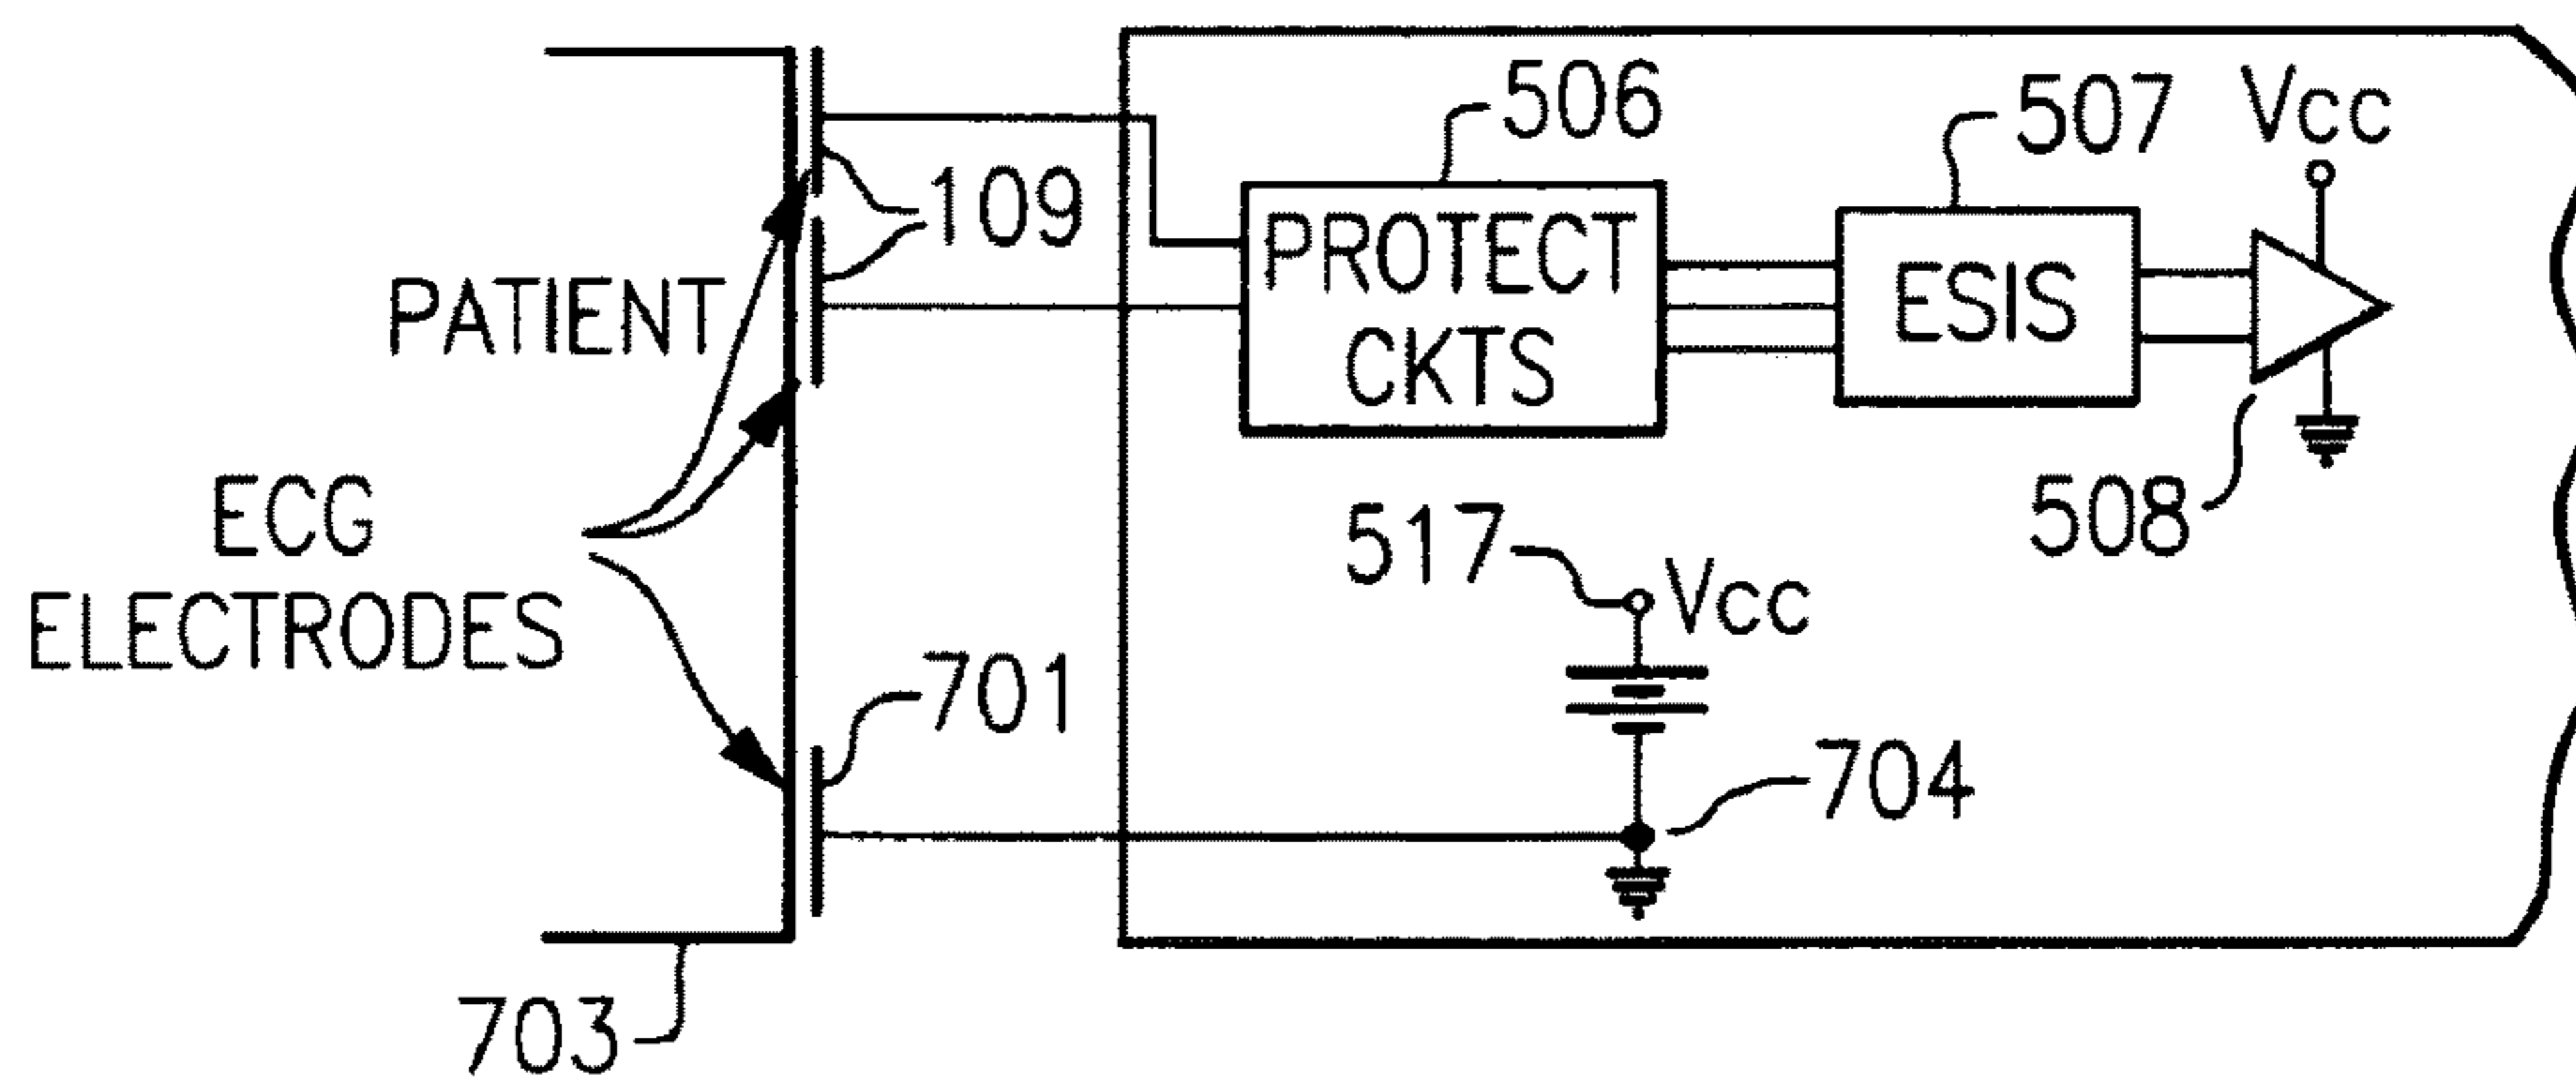 506
507
Vcc
109
PROTECT
CKTS
ESIS
PATIENT
508
ECG
ELECTRODES
517
Vcc
701
704
703